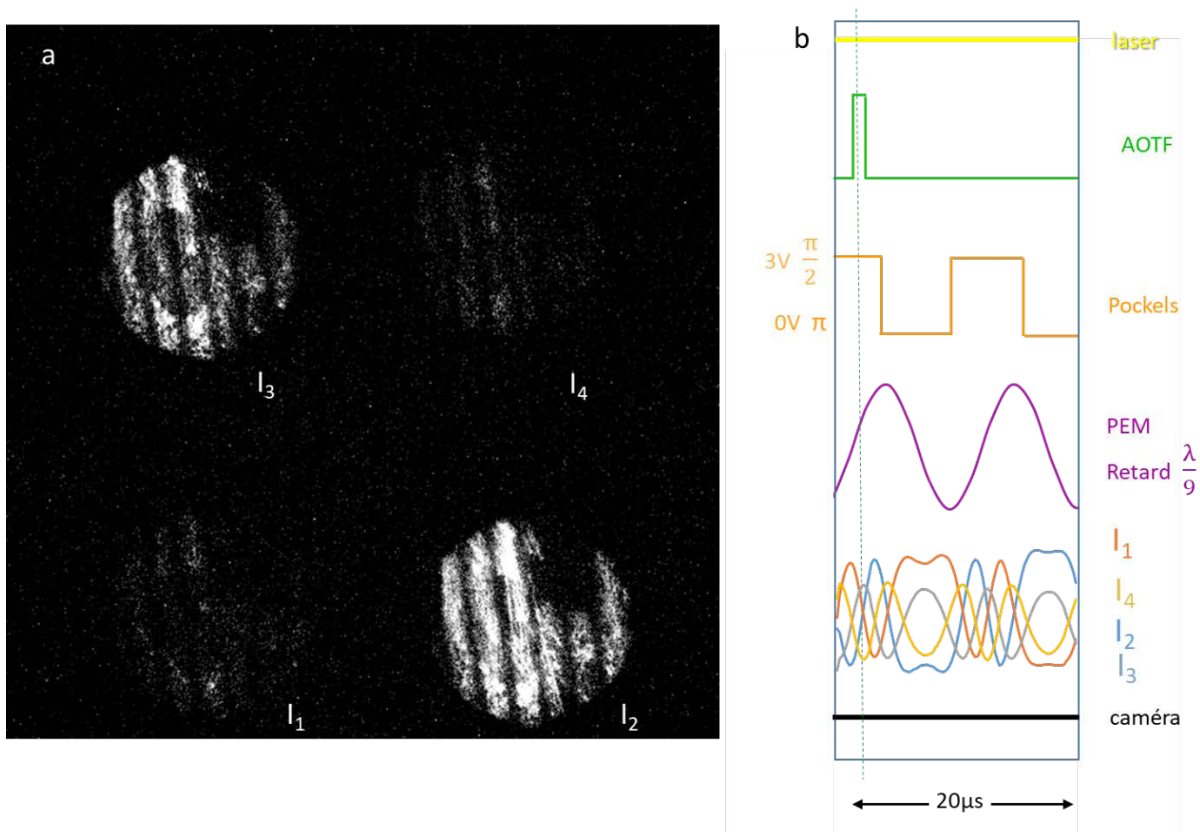 a
I₃
I₄
I₁
I₂
b
laser
AOTF
3V π/2
0V π
Pockels
PEM
Retard λ/9
I₁
I₄
I₂
I₃
caméra
20µs